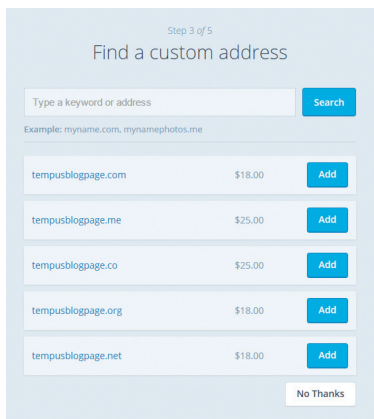 Step 3 of 5
Find a custom address
Type a keyword or address
Search
Example: myname.com, mynamephotos.me
tempusblogpage.com $18.00 Add
tempusblogpage.me $25.00 Add
tempusblogpage.co $25.00 Add
tempusblogpage.org $18.00 Add
tempusblogpage.net $18.00 Add
No Thanks